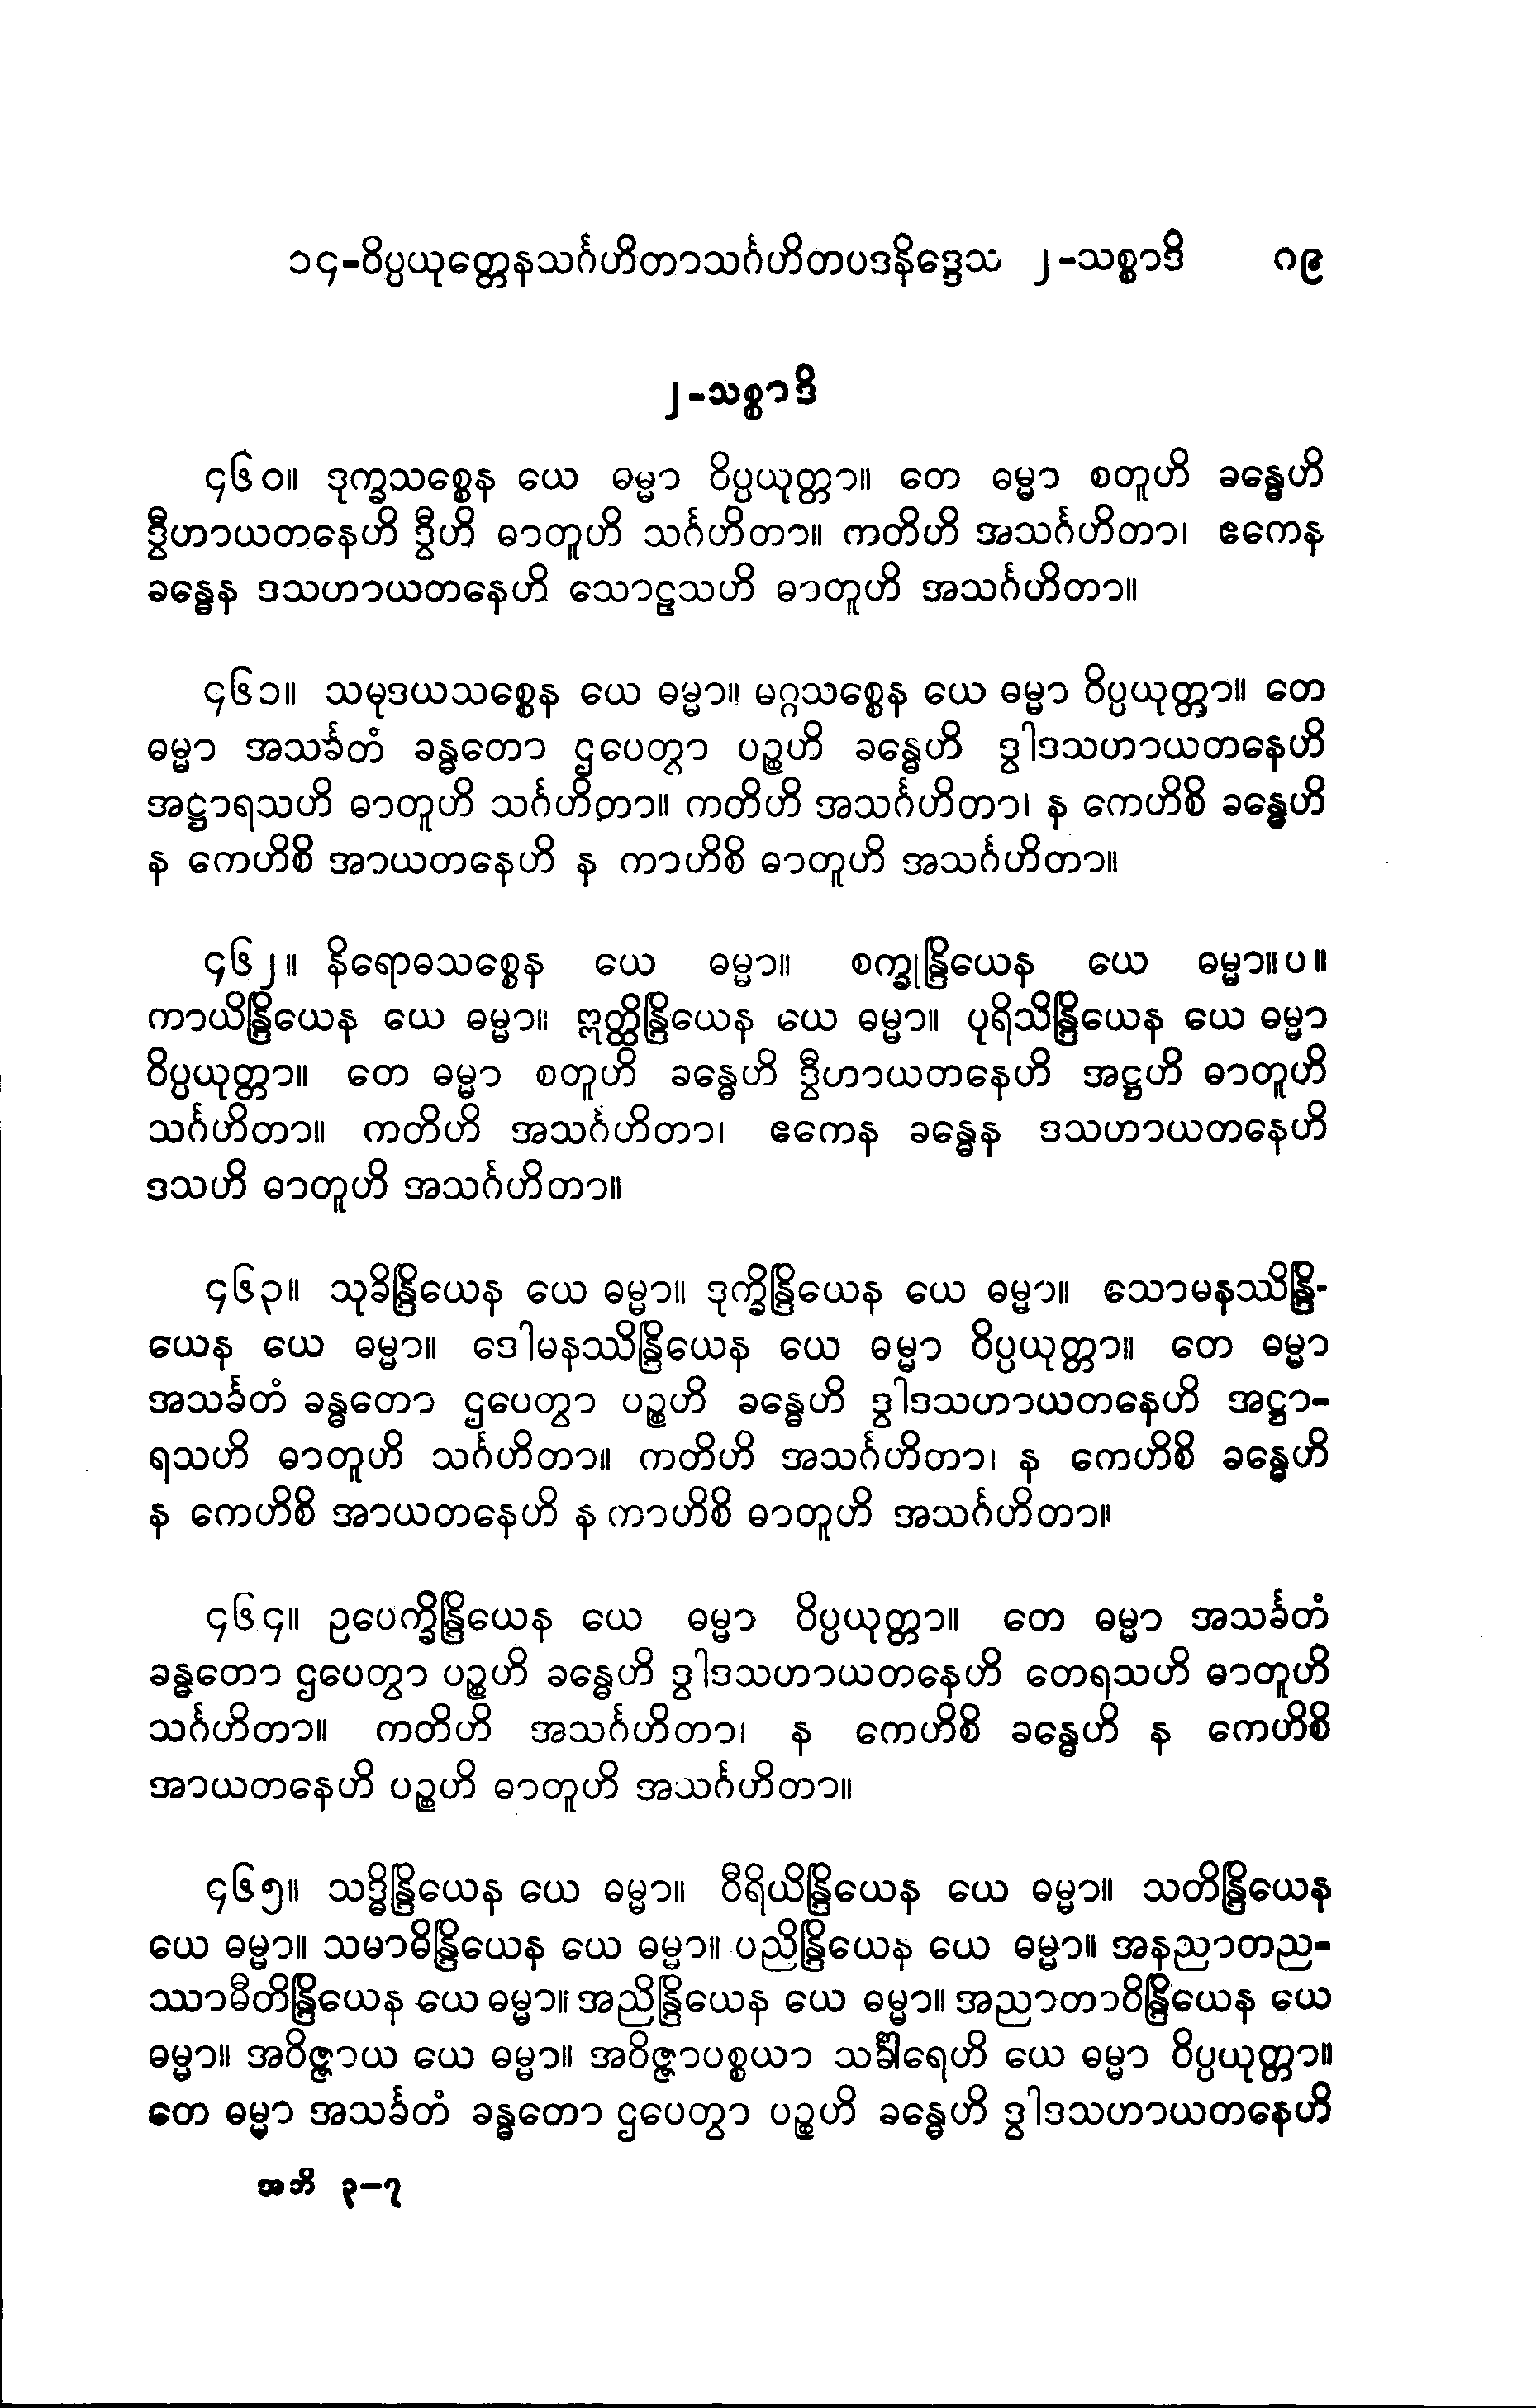 ၁၄-ဝိပ္ပယုတ္တေနသင်္ဂဟိတာသင်္ဂဟိတပဒနိဒ္ဒေသ ၂-သစ္စာဒိ ၈၉
၂-သစ္စာဒိ
၄၆၀။ ဒုက္ခသစ္စေန ယေ ဓမ္မာ ဝိပ္ပယုတ္တာ။ တေ ဓမ္မာ စတူဟိ ခန္ဓေဟိ
ဒွီဟာယတနေဟိ ဒွီဟိ ဓာတူဟိ သင်္ဂဟိတာ။ ကတိဟိ အသင်္ဂဟိတာ၊ ဧကေန
ခန္ဓေန ဒသဟာယတနေဟိ သောဠသဟိ ဓာတူဟိ အသင်္ဂဟိတာ။
၄၆၁။ သမုဒယသစ္စေန ယေ ဓမ္မာ။ မဂ္ဂသစ္စေန ယေ ဓမ္မာ ဝိပ္ပယုတ္တာ။ တေ
ဓမ္မာ အသင်္ခတံ ခန္ဓတော ဌပေတွာ ပဉ္စဟိ ခန္ဓေဟိ ဒွါဒသဟာယတနေဟိ
အဋ္ဌာရသဟိ ဓာတူဟိ သင်္ဂဟိတာ။ ကတိဟိ အသင်္ဂဟိတာ၊ န ကေဟိစိ ခန္ဓေဟိ
န ကေဟိစိ အာယတနေဟိ န ကာဟိစိ ဓာတူဟိ အသင်္ဂဟိတာ။
၄၆၂။ နိရောဓသစ္စေန ယေ ဓမ္မာ။ စက္ခုန္ဒြိယေန ယေ ဓမ္မာ။ပ။
ကာယိန္ဒြိယေန ယေ ဓမ္မာ။ ဣတ္ထိန္ဒြိယေန ယေ ဓမ္မာ။ ပုရိသိန္ဒြိယေန ယေ ဓမ္မာ
ဝိပ္ပယုတ္တာ။ တေ ဓမ္မာ စတူဟိ ခန္ဓေဟိ ဒွီဟာယတနေဟိ အဋ္ဌဟိ ဓာတူဟိ
သင်္ဂဟိတာ။ ကတိဟိ အသင်္ဂဟိတာ၊ ဧကေန ခန္ဓေန ဒသဟာယတနေဟိ
ဒသဟိ ဓာတူဟိ အသင်္ဂဟိတာ။
၄၆၃။ သုခိန္ဒြိယေန ယေ ဓမ္မာ။ ဒုက္ခိန္ဒြိယေန ယေ ဓမ္မာ။ သောမနဿိန္ဒြိ-
ယေန ယေ ဓမ္မာ။ ဒေါမနဿိန္ဒြိယေန ယေ ဓမ္မာ ဝိပ္ပယုတ္တာ။ တေ ဓမ္မာ
အသင်္ခတံ ခန္ဓတော ဌပေတွာ ပဉ္စဟိ ခန္ဓေဟိ ဒွါဒသဟာယတနေဟိ အဋ္ဌာ-
ရသဟိ ဓာတူဟိ သင်္ဂဟိတာ။ ကတိဟိ အသင်္ဂဟိတာ၊ န ကေဟိစိ ခန္ဓေဟိ
န ကေဟိစိ အာယတနေဟိ န ကာဟိစိ ဓာတူဟိ အသင်္ဂဟိတာ။
၄၆၄။ ဥပေက္ခိန္ဒြိယေန ယေ ဓမ္မာ ဝိပ္ပယုတ္တာ။ တေ ဓမ္မာ အသင်္ခတံ
ခန္ဓတော ဌပေတွာ ပဉ္စဟိ ခန္ဓေဟိ ဒွါဒသဟာယတနေဟိ တေရသဟိ ဓာတူဟိ
သင်္ဂဟိတာ။ ကတိဟိ အသင်္ဂဟိတာ၊ န ကေဟိစိ ခန္ဓေဟိ န ကေဟိစိ
အာယတနေဟိ ပဉ္စဟိ ဓာတူဟိ အသင်္ဂဟိတာ။
၄၆၅။ သဒ္ဓိန္ဒြိယေန ယေ ဓမ္မာ။ ဝီရိယိန္ဒြိယေန ယေ ဓမ္မာ။ သတိန္ဒြိယေန
ယေ ဓမ္မာ။ သမာဓိန္ဒြိယေန ယေ ဓမ္မာ။ ပညိန္ဒြိယေန ယေ ဓမ္မာ။ အနညာတည-
ဿာမီတိန္ဒြိယေန ယေ ဓမ္မာ။ အညိန္ဒြိယေန ယေ ဓမ္မာ။ အညာတာဝိန္ဒြိယေန ယေ
ဓမ္မာ။ အဝိဇ္ဇာယ ယေ ဓမ္မာ။ အဝိဇ္ဇာပစ္စယာ သင်္ခါရေဟိ ယေ ဓမ္မာ ဝိပ္ပယုတ္တာ။
တေ ဓမ္မာ အသင်္ခတံ ခန္ဓတော ဌပေတွာ ပဉ္စဟိ ခန္ဓေဟိ ဒွါဒသဟာယတနေဟိ
အဘိ ၃-၇